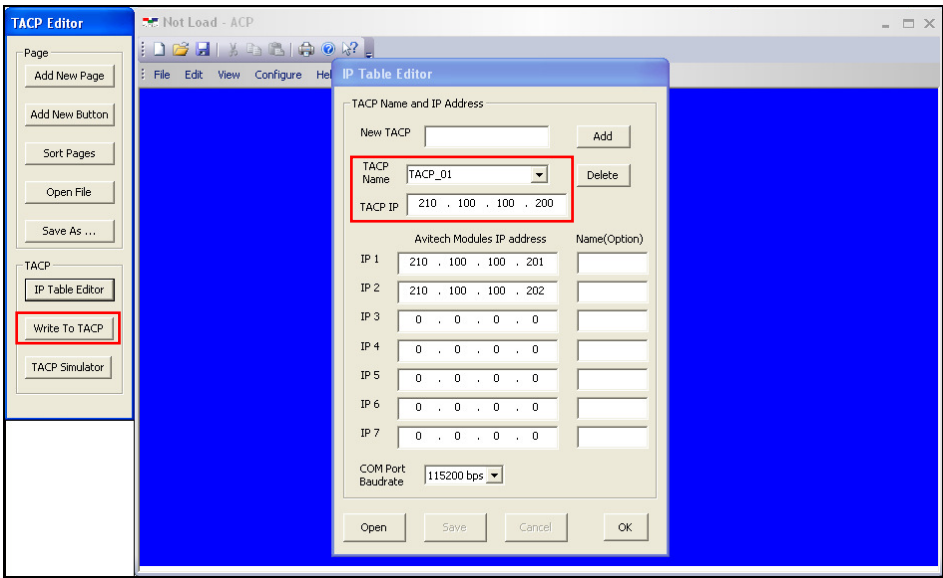 TACP Editor
Page
Add New Page
Add New Button
Sort Pages
Open File
Save As ...
TACP
IP Table Editor
Write To TACP
TACP Simulator
Not Load - ACP
File Edit View Configure Hel
IP Table Editor
TACP Name and IP Address
New TACP Add
TACP Name TACP_01 Delete
TACP IP 210 . 100 . 100 . 200
Avitech Modules IP address Name(Option)
IP 1 210 . 100 . 100 . 201
IP 2 210 . 100 . 100 . 202
IP 3 0 . 0 . 0 . 0
IP 4 0 . 0 . 0 . 0
IP 5 0 . 0 . 0 . 0
IP 6 0 . 0 . 0 . 0
IP 7 0 . 0 . 0 . 0
COM Port Baudrate 115200 bps
Open Save Cancel OK